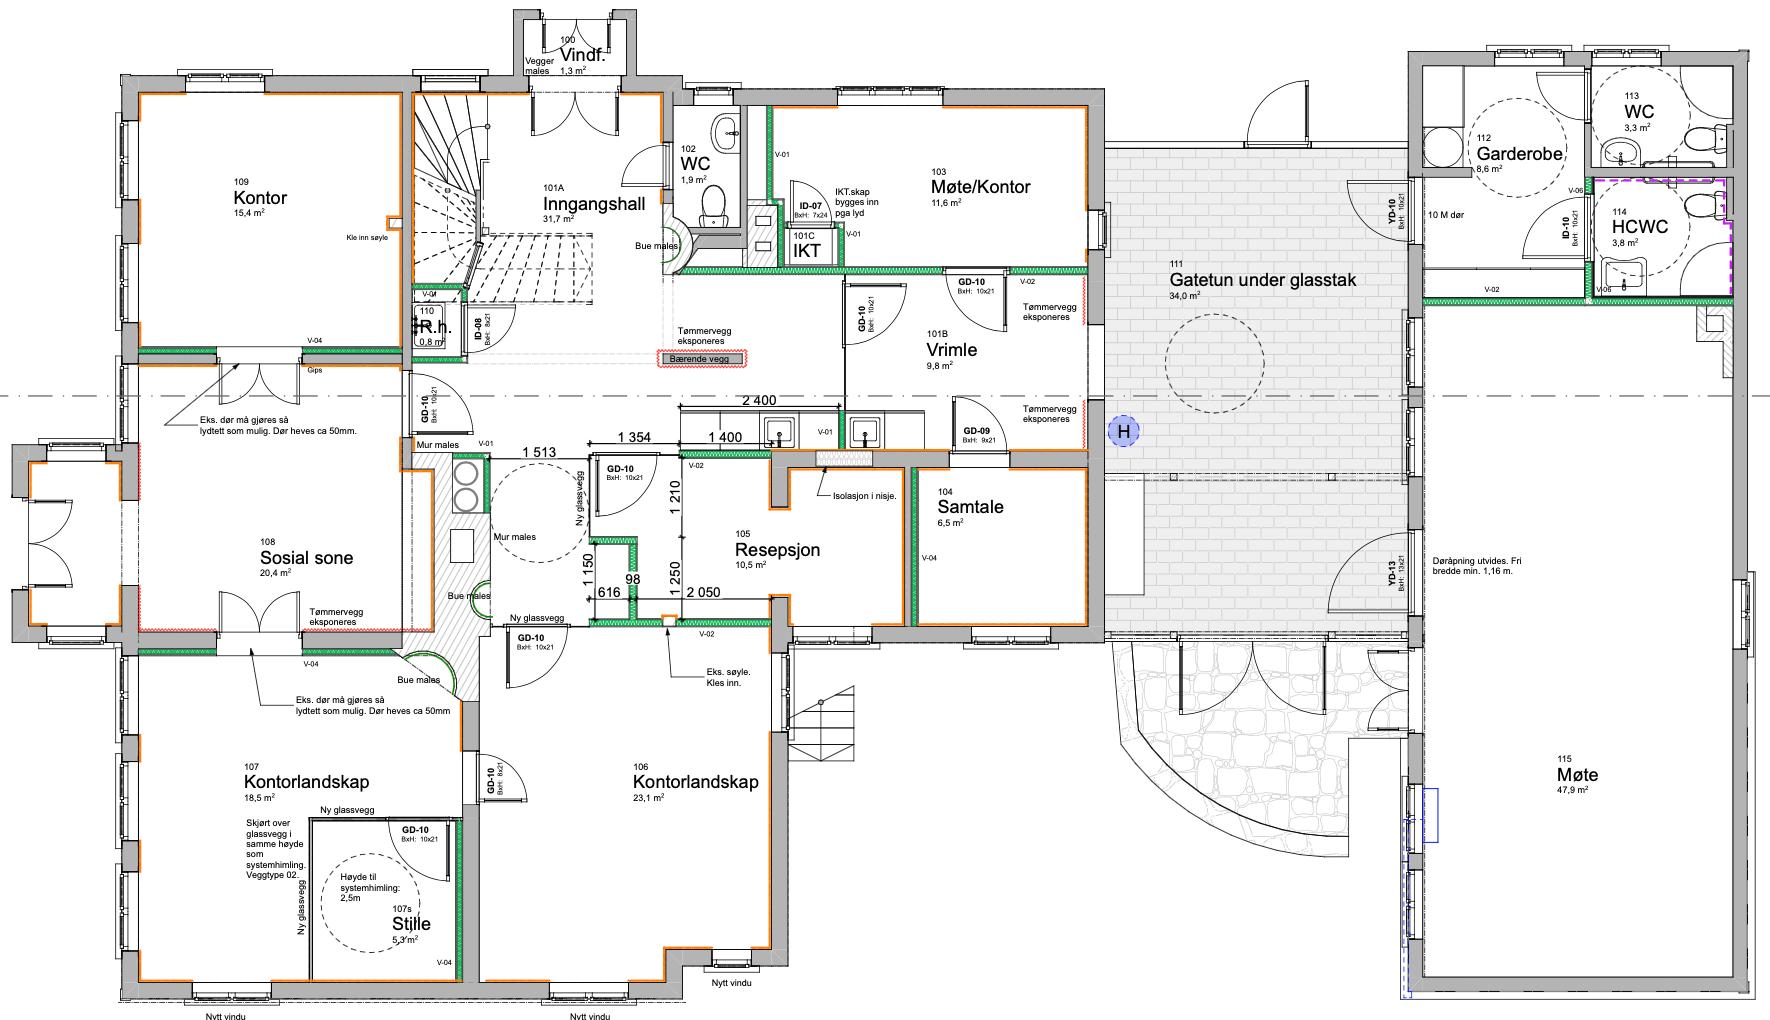 100
Vindf.
1,3 m²
Vegger
males
109
Kontor
15,4 m²
Kle inn søyle
101A
Inngangshall
31,7 m²
102
WC
1,9 m²
Bue males
V-01
103
Møte/Kontor
11,6 m²
IKT.skap
bygges inn
pga lyd
ID-07
BxH: 7x24
101C
IKT
V-01
111
Gatetun under glasstak
34,0 m²
YD-10
BxH: 10x21
112
Garderobe
8,6 m²
113
WC
3,3 m²
V-06
10 M dør
ID-10
BxH: 10x21
114
HCWC
3,8 m²
V-02
V-06
V-01
110
R.h.
0,8 m²
ID-08
BxH: 8x21
V-04
Gips
Tømmervegg
eksponeres
Bærende vegg
GD-10
BxH: 10x21
GD-10
BxH: 10x21
V-02
Tømmervegg
eksponeres
101B
Vrimle
9,8 m²
Eks. dør må gjøres så
lydtett som mulig. Dør heves ca 50mm.
GD-10
BxH: 10x21
Mur males
V-01
2 400
1 354
1 400
V-01
1 513
GD-09
BxH: 9x21
Tømmervegg
eksponeres
H
GD-10
BxH: 10x21
V-02
Ny glassvegg
1 210
Isolasjon i nisje.
104
Samtale
6,5 m²
V-04
Mur males
105
Resepsjon
10,5 m²
108
Sosial sone
20,4 m²
1 150
98
1 250
616
2 050
Bue males
Ny glassvegg
V-02
Tømmervegg
eksponeres
YD-13
BxH: 13x21
Døråpning utvides. Fri
bredde min. 1,16 m.
GD-10
BxH: 10x21
V-04
Bue males
Eks. søyle.
Kles inn.
Eks. dør må gjøres så
lydtett som mulig. Dør heves ca 50mm
107
Kontorlandskap
18,5 m²
GD-10
BxH: 8x21
106
Kontorlandskap
23,1 m²
115
Møte
47,9 m²
Ny glassvegg
Skjørt over
glassvegg i
samme høyde
som
systemhimling.
Veggtype 02.
GD-10
BxH: 10x21
Ny glassvegg
Høyde til
systemhimling:
2,5m
107s
Stille
5,3 m²
V-04
Nytt vindu
Nytt vindu
Nytt vindu